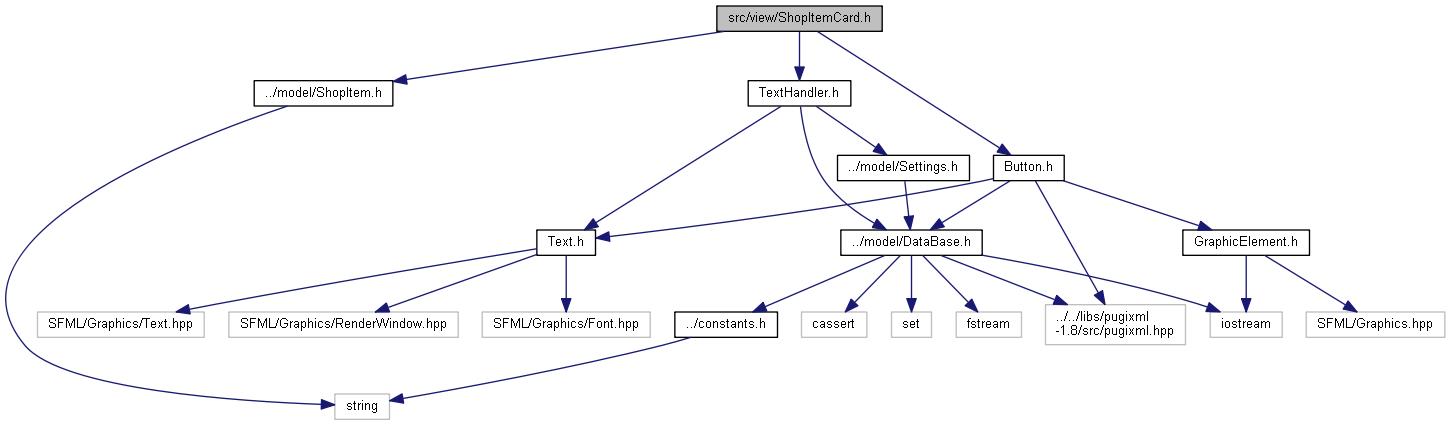 src/view/ShopItemCard.h
../model/ShopItem.h
TextHandler.h
../model/Settings.h
Button.h
Text.h
../model/DataBase.h
GraphicElement.h
SFML/Graphics/Text.hpp
SFML/Graphics/RenderWindow.hpp
SFML/Graphics/Font.hpp
../constants.h
cassert
set
fstream
../../libs/pugixml
-1.8/src/pugixml.hpp
iostream
SFML/Graphics.hpp
string